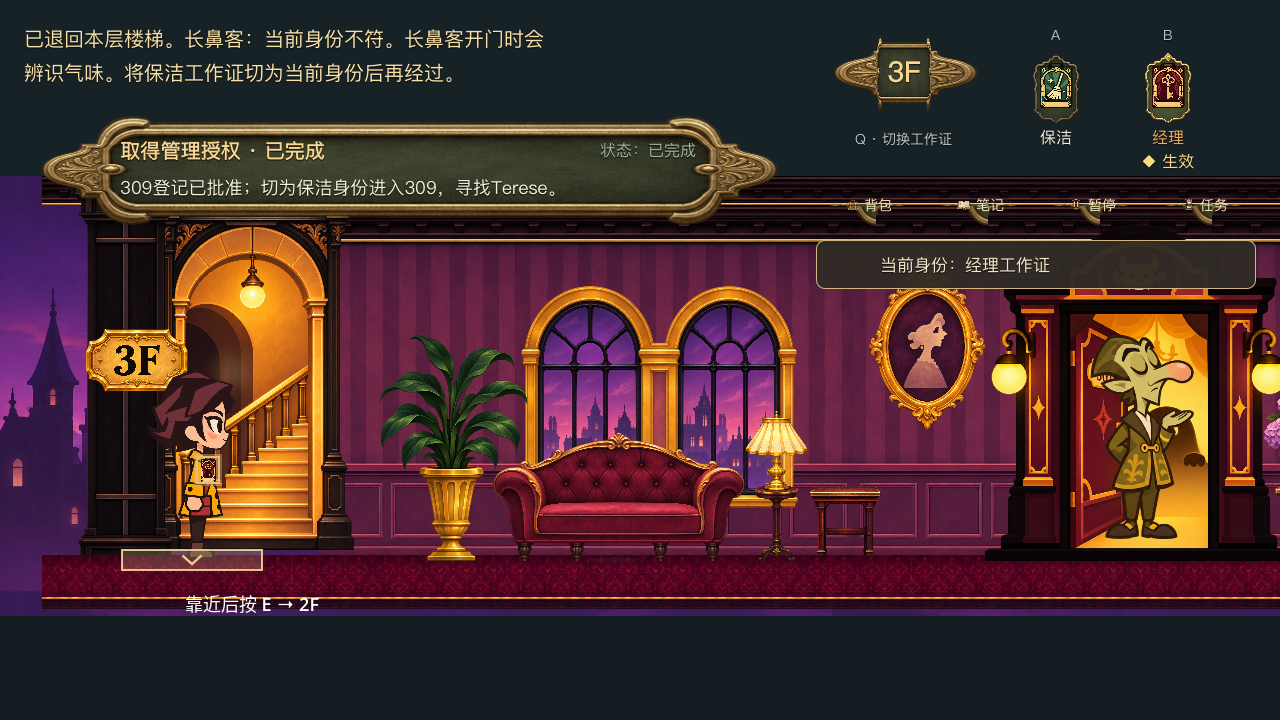 已退回本层楼梯。长鼻客：当前身份不符。长鼻客开门时会
辨识气味。将保洁工作证切为当前身份后再经过。
3F
Q · 切换工作证
A
保洁
B
经理
生效
取得管理授权 · 已完成
状态：已完成
309登记已批准；切为保洁身份进入309，寻找Terese。
背包
笔记
暂停
任务
当前身份：经理工作证
3F
靠近后按 E → 2F